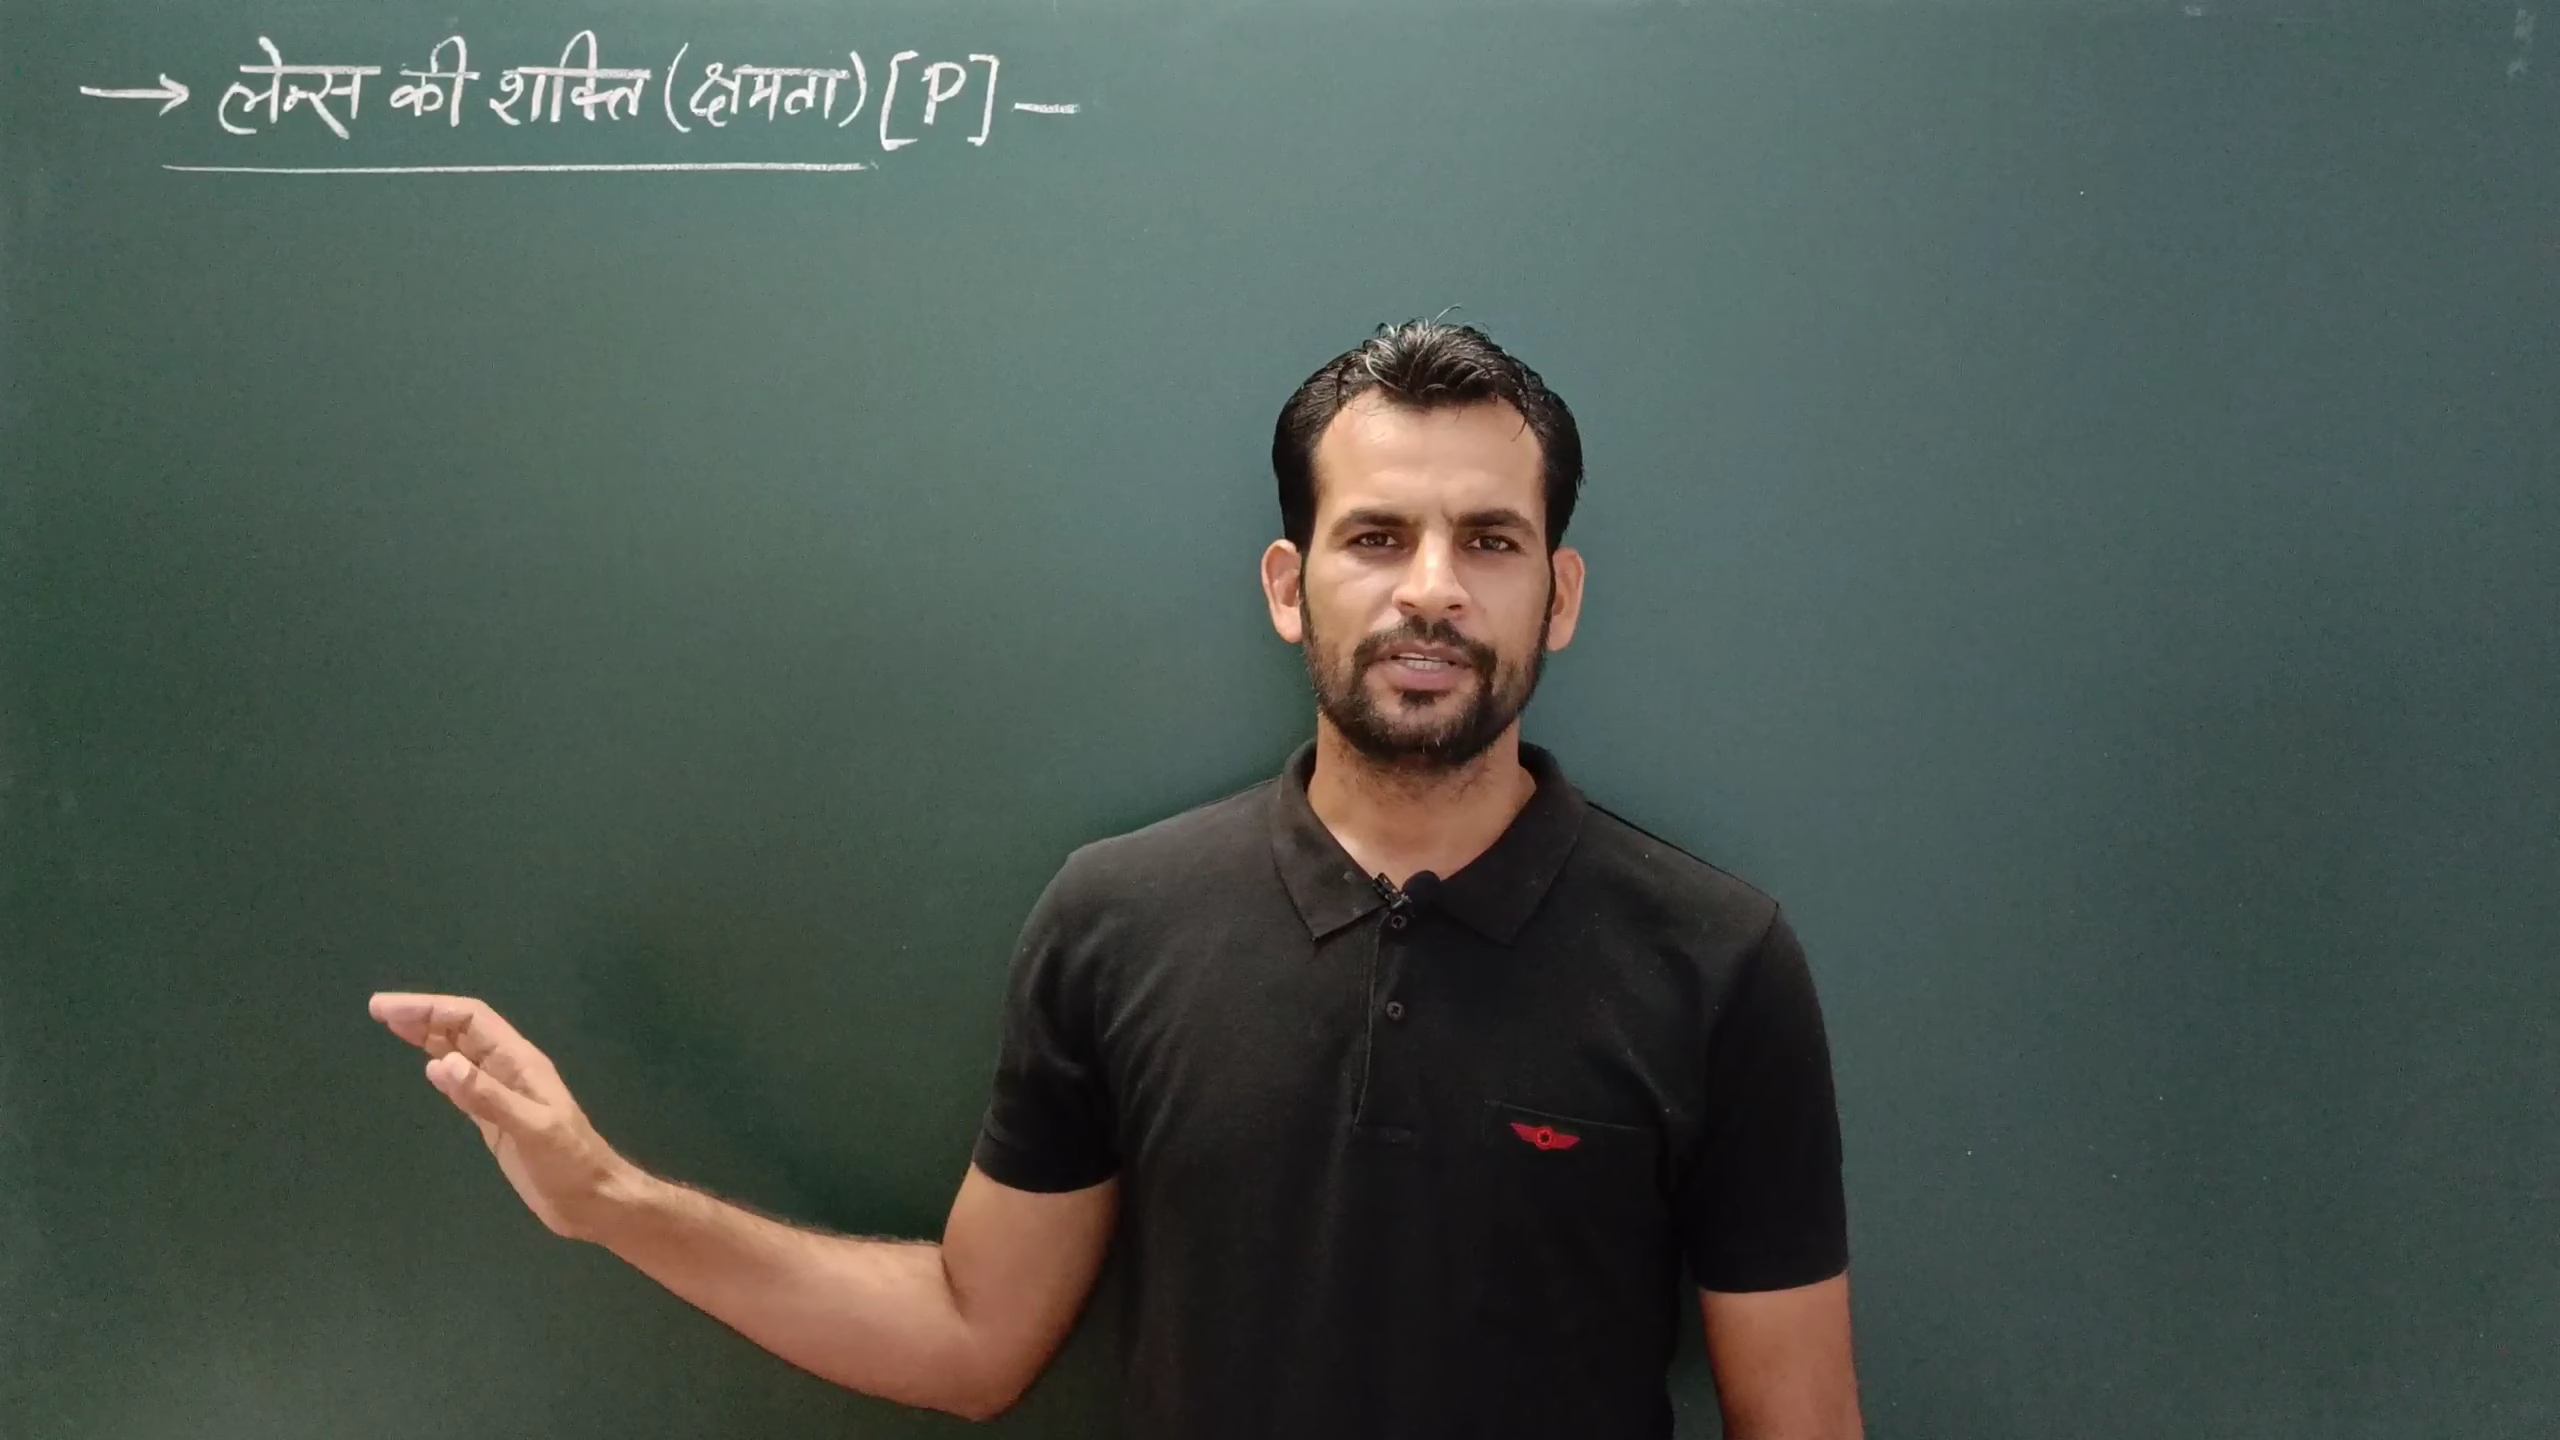 → लेन्स की शक्ति (क्षमता) [P] —